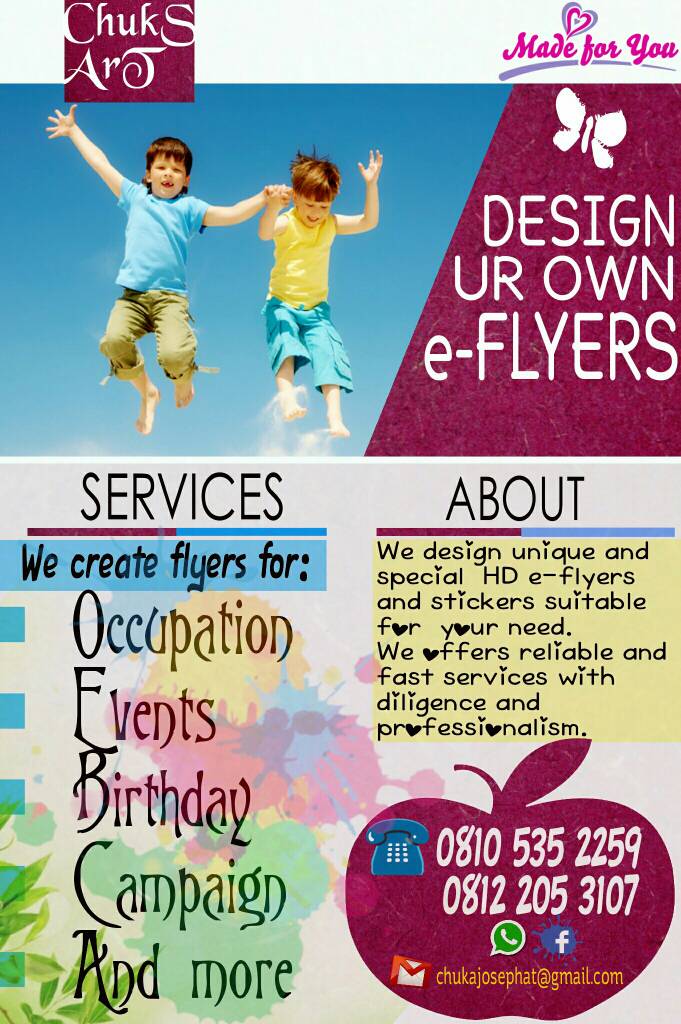 ChukS
ArT
Made for You
DESIGN
UR OWN
e-FLYERS
SERVICES
We create flyers for:
Occupation
Events
Birthday
Campaign
And more
ABOUT
We design unique and
special HD e-flyers
and stickers suitable
for your need.
We offers reliable and
fast services with
diligence and
professionalism.
0810 535 2259
0812 205 3107
f
chukajosephat@gmail.com